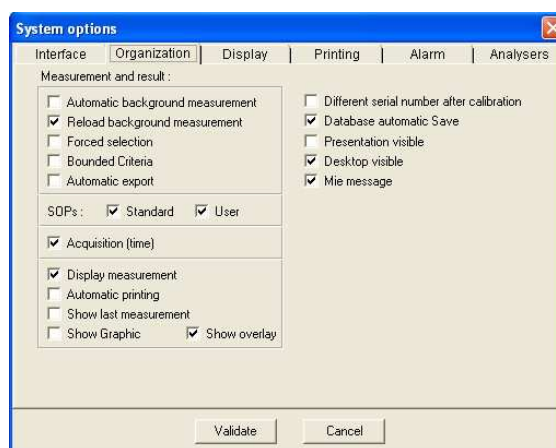 System options
Interface Organization Display Printing Alarm Analysers
Measurement and result :
Automatic background measurement
Reload background measurement
Forced selection
Bounded Criteria
Automatic export
SOPs : Standard User
Acquisition (time)
Display measurement
Automatic printing
Show last measurement
Show Graphic Show overlay
Different serial number after calibration
Database automatic Save
Presentation visible
Desktop visible
Mie message
Validate Cancel